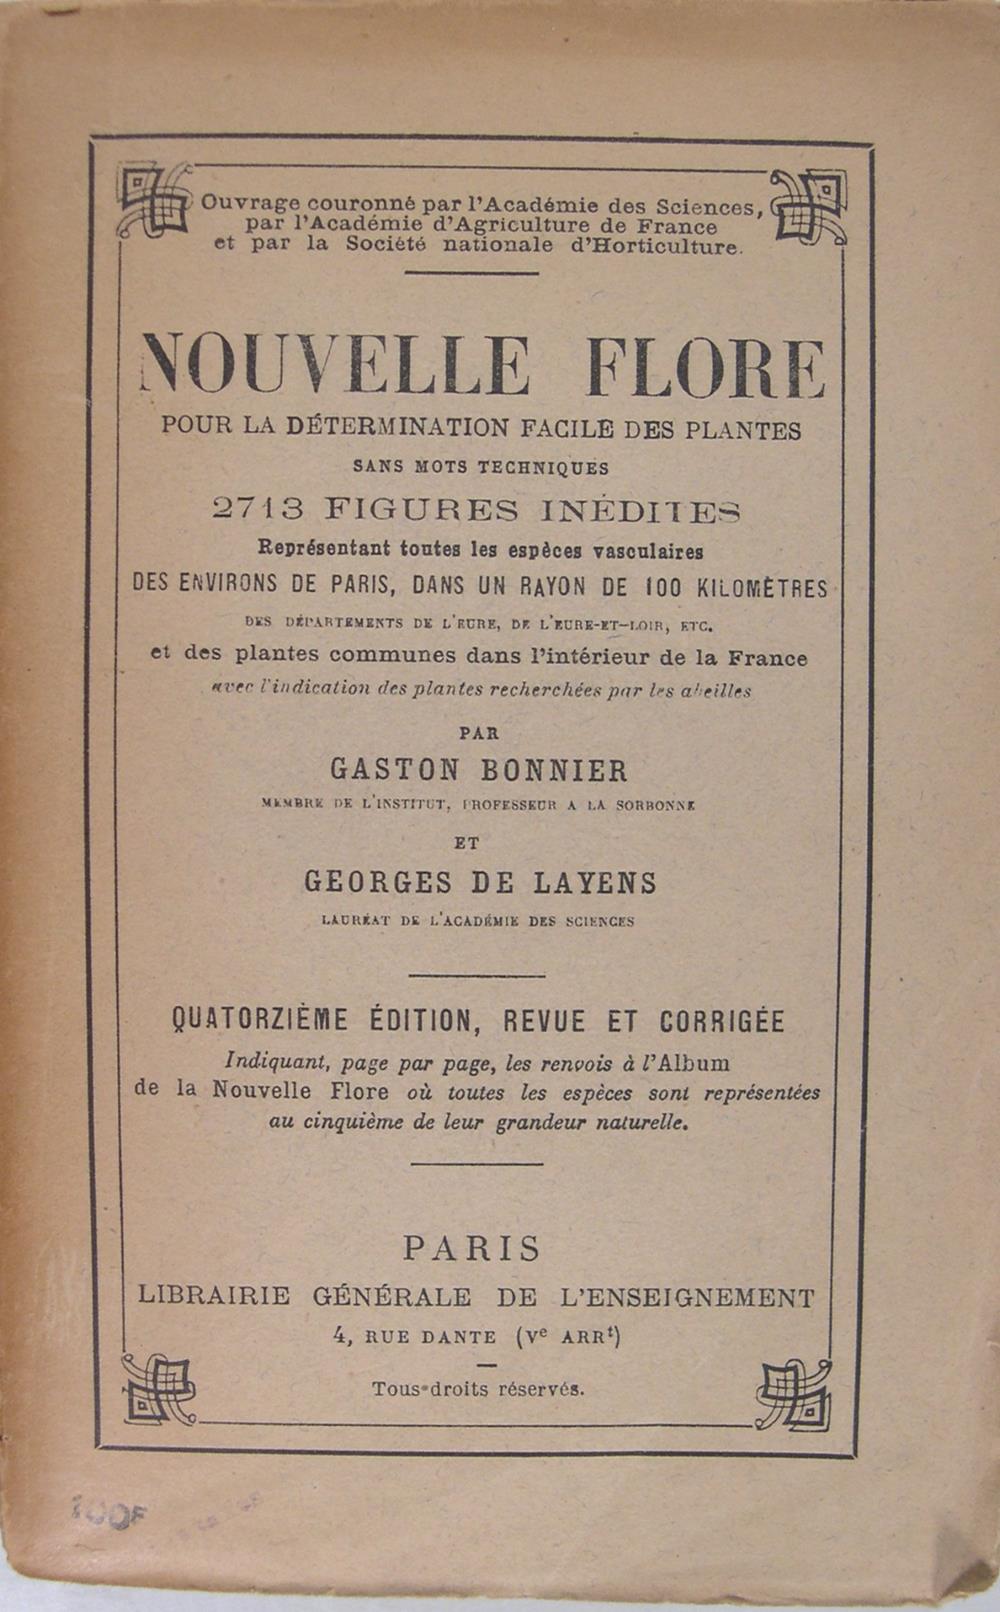 Ouvrage couronné par l'Académie des Sciences,
par l'Académie d'Agriculture de France
et par la Société nationale d'Horticulture.
NOUVELLE FLORE
POUR LA DÉTERMINATION FACILE DES PLANTES
SANS MOTS TECHNIQUES
2713 FIGURES INÉDITES
Représentant toutes les espèces vasculaires
DES ENVIRONS DE PARIS, DANS UN RAYON DE 100 KILOMÈTRES
DES DÉPARTEMENTS DE L'EURE, DE L'EURE-ET-LOIR, ETC.
et des plantes communes dans l'intérieur de la France
avec l'indication des plantes recherchées par les abeilles
PAR
GASTON BONNIER
MEMBRE DE L'INSTITUT, PROFESSEUR A LA SORBONNE
ET
GEORGES DE LAYENS
LAURÉAT DE L'ACADÉMIE DES SCIENCES
QUATORZIÈME ÉDITION, REVUE ET CORRIGÉE
Indiquant, page par page, les renvois à l'Album
de la Nouvelle Flore où toutes les espèces sont représentées
au cinquième de leur grandeur naturelle.
PARIS
LIBRAIRIE GÉNÉRALE DE L'ENSEIGNEMENT
4, RUE DANTE (Ve ARRt)
Tous droits réservés.
100F